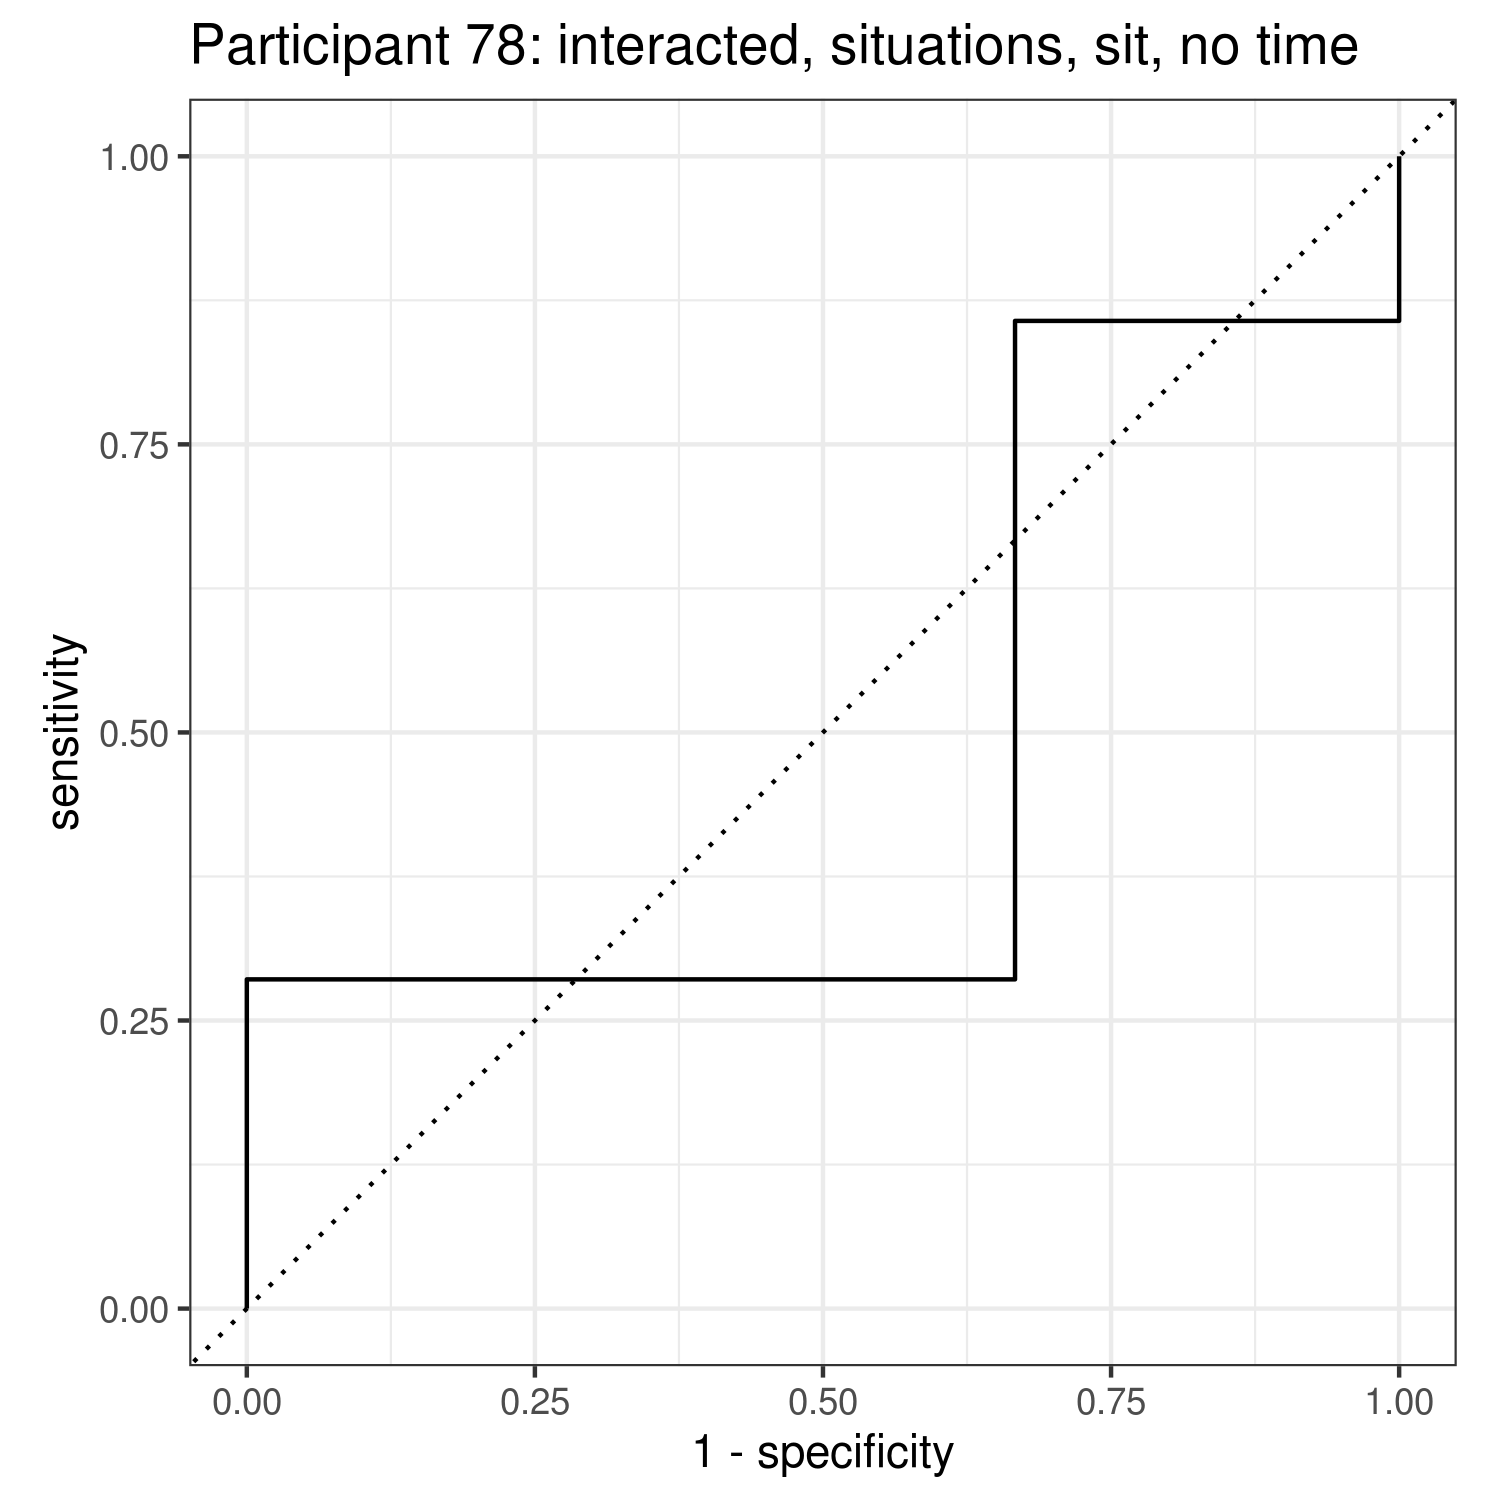 Participant 78: interacted, situations, sit, no time
sensitivity
1.00
0.75
0.50
0.25
0.00
0.00 0.25 0.50 0.75 1.00
1 - specificity